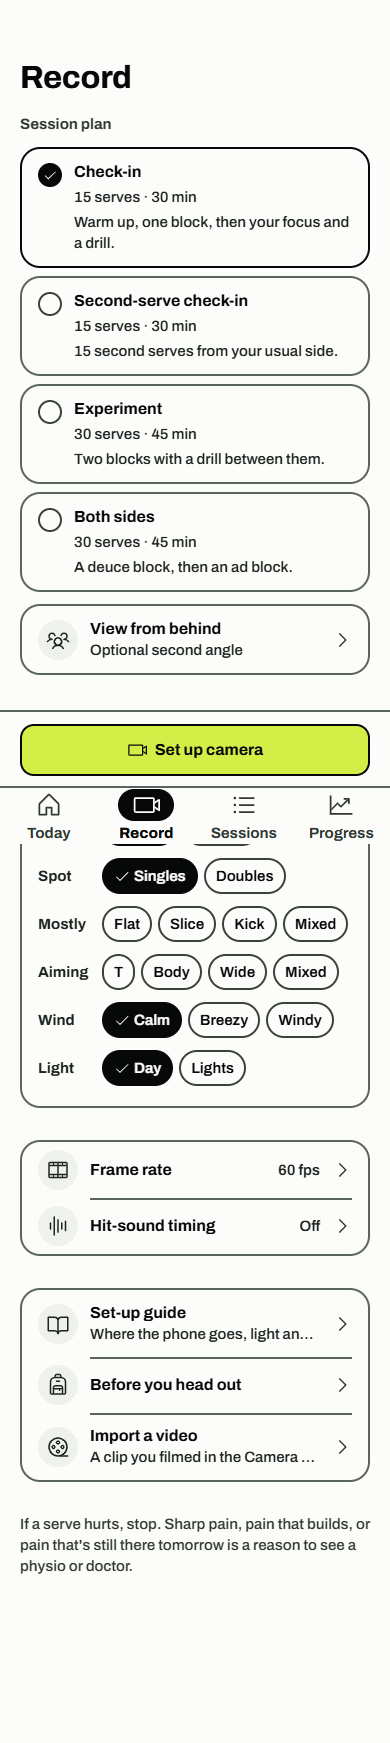 Record
Session plan
Check-in
15 serves · 30 min
Warm up, one block, then your focus and
a drill.
Second-serve check-in
15 serves · 30 min
15 second serves from your usual side.
Experiment
30 serves · 45 min
Two blocks with a drill between them.
Both sides
30 serves · 45 min
A deuce block, then an ad block.
View from behind
Optional second angle
Set up camera
Today Record Sessions Progress
Spot Singles Doubles
Mostly Flat Slice Kick Mixed
Aiming T Body Wide Mixed
Wind Calm Breezy Windy
Light Day Lights
Frame rate 60 fps
Hit-sound timing Off
Set-up guide
Where the phone goes, light an...
Before you head out
Import a video
A clip you filmed in the Camera ...
If a serve hurts, stop. Sharp pain, pain that builds, or
pain that's still there tomorrow is a reason to see a
physio or doctor.